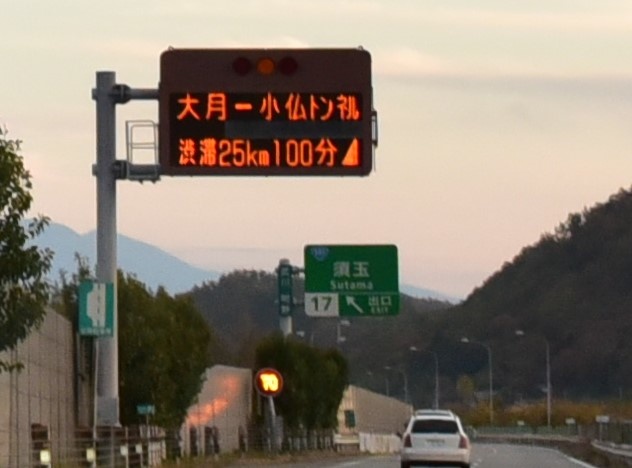 大月ー小仏トンネル
渋滞25km100分
須玉
Sutama
17 出口
EXIT
70